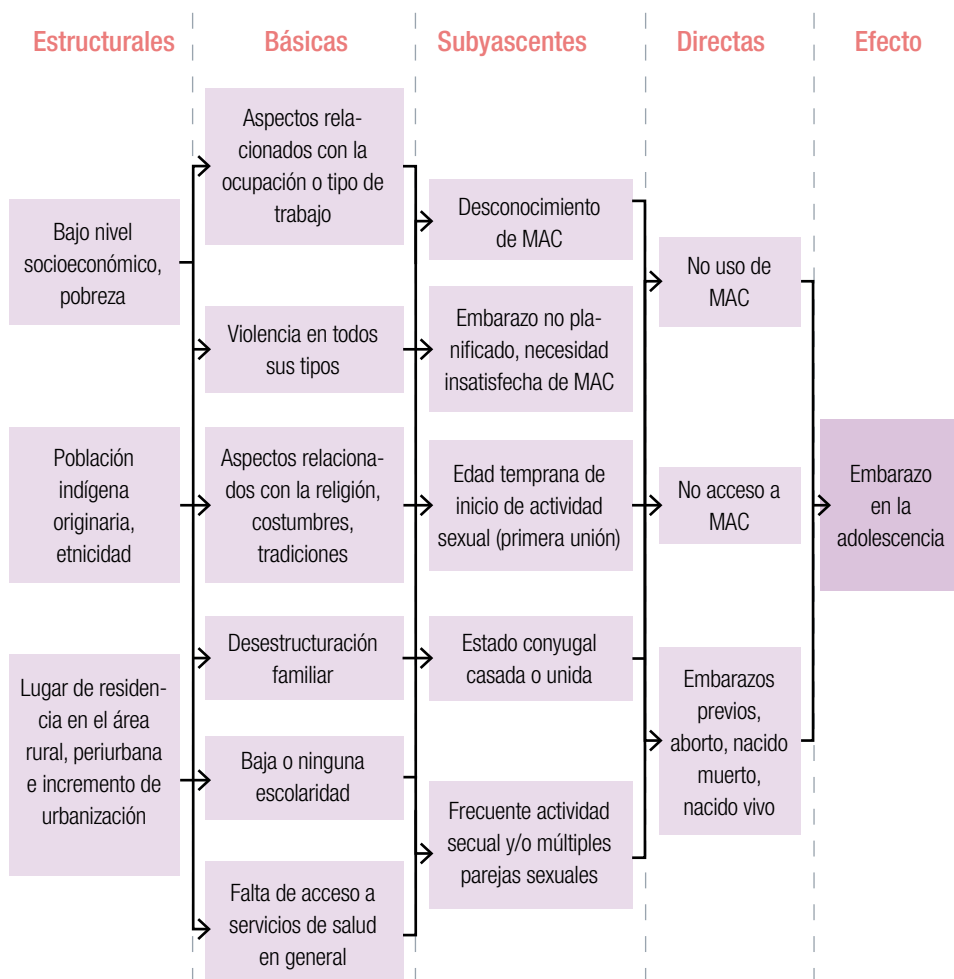 Estructurales
Básicas
Subyascentes
Directas
Efecto
Bajo nivel
socioeconómico,
pobreza
Población
indígena
originaria,
etnicidad
Lugar de residen-
cia en el área
rural, periurbana
e incremento de
urbanización
Aspectos rela-
cionados con la
ocupación o tipo de
trabajo
Violencia en todos
sus tipos
Aspectos relaciona-
dos con la religión,
costumbres,
tradiciones
Desestructuración
familiar
Baja o ninguna
escolaridad
Falta de acceso a
servicios de salud
en general
Desconocimiento
de MAC
Embarazo no pla-
nificado, necesidad
insatisfecha de MAC
Edad temprana de
inicio de actividad
sexual (primera unión)
Estado conyugal
casada o unida
Frecuente actividad
secual y/o múltiples
parejas sexuales
No uso de
MAC
No acceso a
MAC
Embarazos
previos,
aborto, nacido
muerto,
nacido vivo
Embarazo
en la
adolescencia